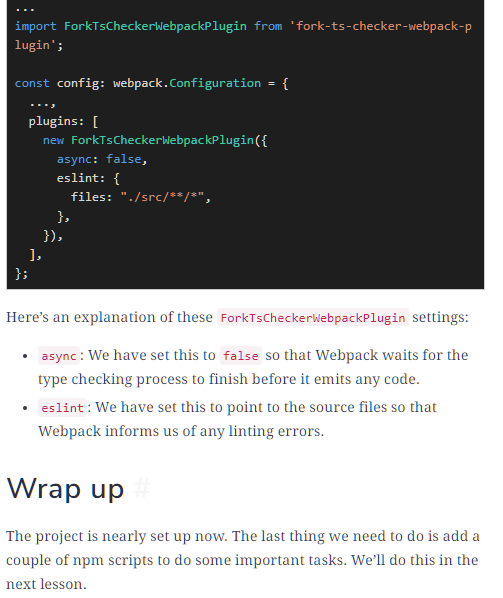 ...
import ForkTsCheckerWebpackPlugin from 'fork-ts-checker-webpack-p
lugin';
const config: webpack.Configuration = {
  ...,
  plugins: [
    new ForkTsCheckerWebpackPlugin({
      async: false,
      eslint: {
        files: "./src/**/*",
      },
    }),
  ],
};
Here’s an explanation of these ForkTsCheckerWebpackPlugin settings:
• async: We have set this to false so that Webpack waits for the
type checking process to finish before it emits any code.
• eslint: We have set this to point to the source files so that
Webpack informs us of any linting errors.
Wrap up #
The project is nearly set up now. The last thing we need to do is add a
couple of npm scripts to do some important tasks. We’ll do this in the
next lesson.